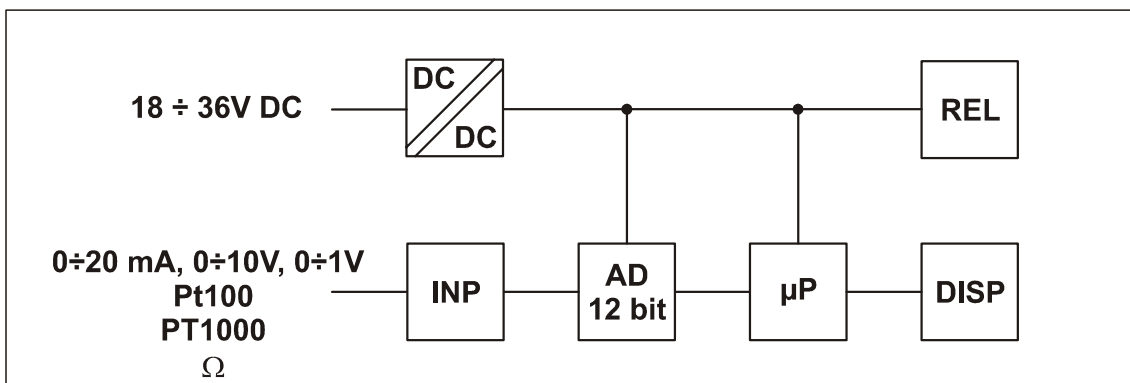 DC
DC
18 ÷ 36V DC
REL
0÷20 mA, 0÷10V, 0÷1V
Pt100
PT1000
Ω
INP
AD
12 bit
µP
DISP